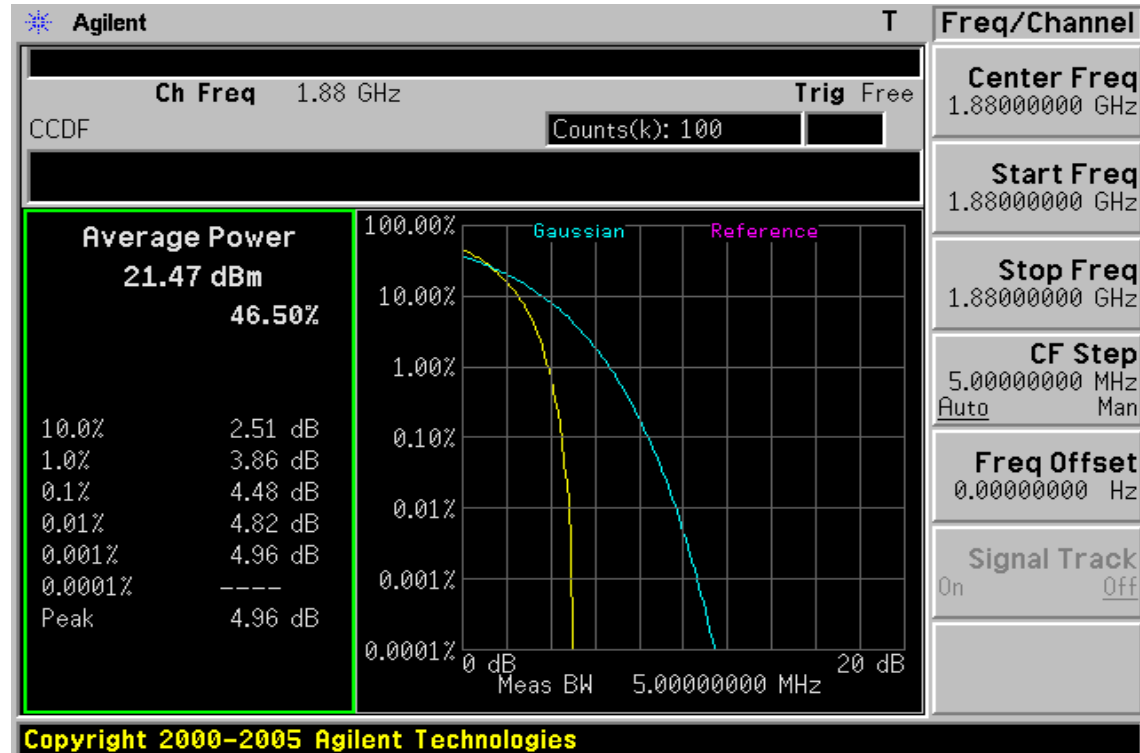 Agilent T
Ch Freq 1.88 GHz Trig Free
CCDF Counts(k): 100
Average Power
21.47 dBm
46.50%
10.0% 2.51 dB
1.0% 3.86 dB
0.1% 4.48 dB
0.01% 4.82 dB
0.001% 4.96 dB
0.0001% ----
Peak 4.96 dB
Gaussian Reference
100.00%
10.00%
1.00%
0.10%
0.01%
0.001%
0.0001%
0 dB 20 dB
Meas BW 5.00000000 MHz
Freq/Channel
Center Freq
1.88000000 GHz
Start Freq
1.88000000 GHz
Stop Freq
1.88000000 GHz
CF Step
5.00000000 MHz
Auto Man
Freq Offset
0.00000000 Hz
Signal Track
On Off
Copyright 2000-2005 Agilent Technologies